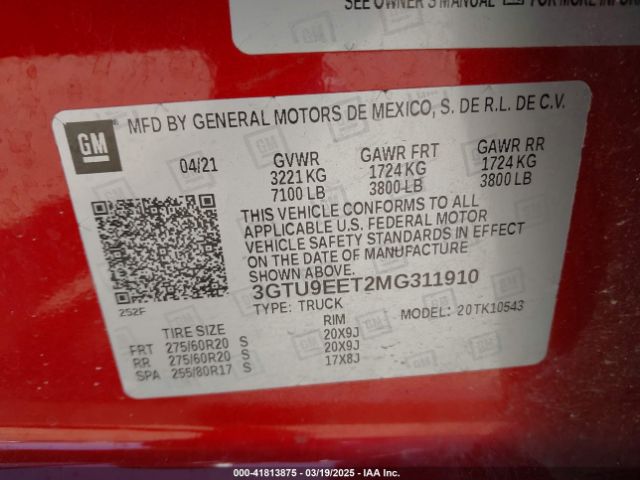 SEE OWNER'S MANUAL FOR MORE INFOR
GM
MFD BY GENERAL MOTORS DE MEXICO, S. DE R.L. DE C.V.
04/21 GVWR GAWR FRT GAWR RR
3221 KG 1724 KG 1724 KG
7100 LB 3800 LB 3800 LB
THIS VEHICLE CONFORMS TO ALL
APPLICABLE U.S. FEDERAL MOTOR
VEHICLE SAFETY STANDARDS IN EFFECT
ON THE DATE OF MANUFACTURE
SHOWN ABOVE.
3GTU9EET2MG311910
252F
TYPE: TRUCK MODEL: 20TK10543
TIRE SIZE RIM
FRT 275/60R20 S 20X9J
RR 275/60R20 S 20X9J
SPA 255/80R17 S 17X8J
000-41813875 — 03/19/2025 — IAA Inc.